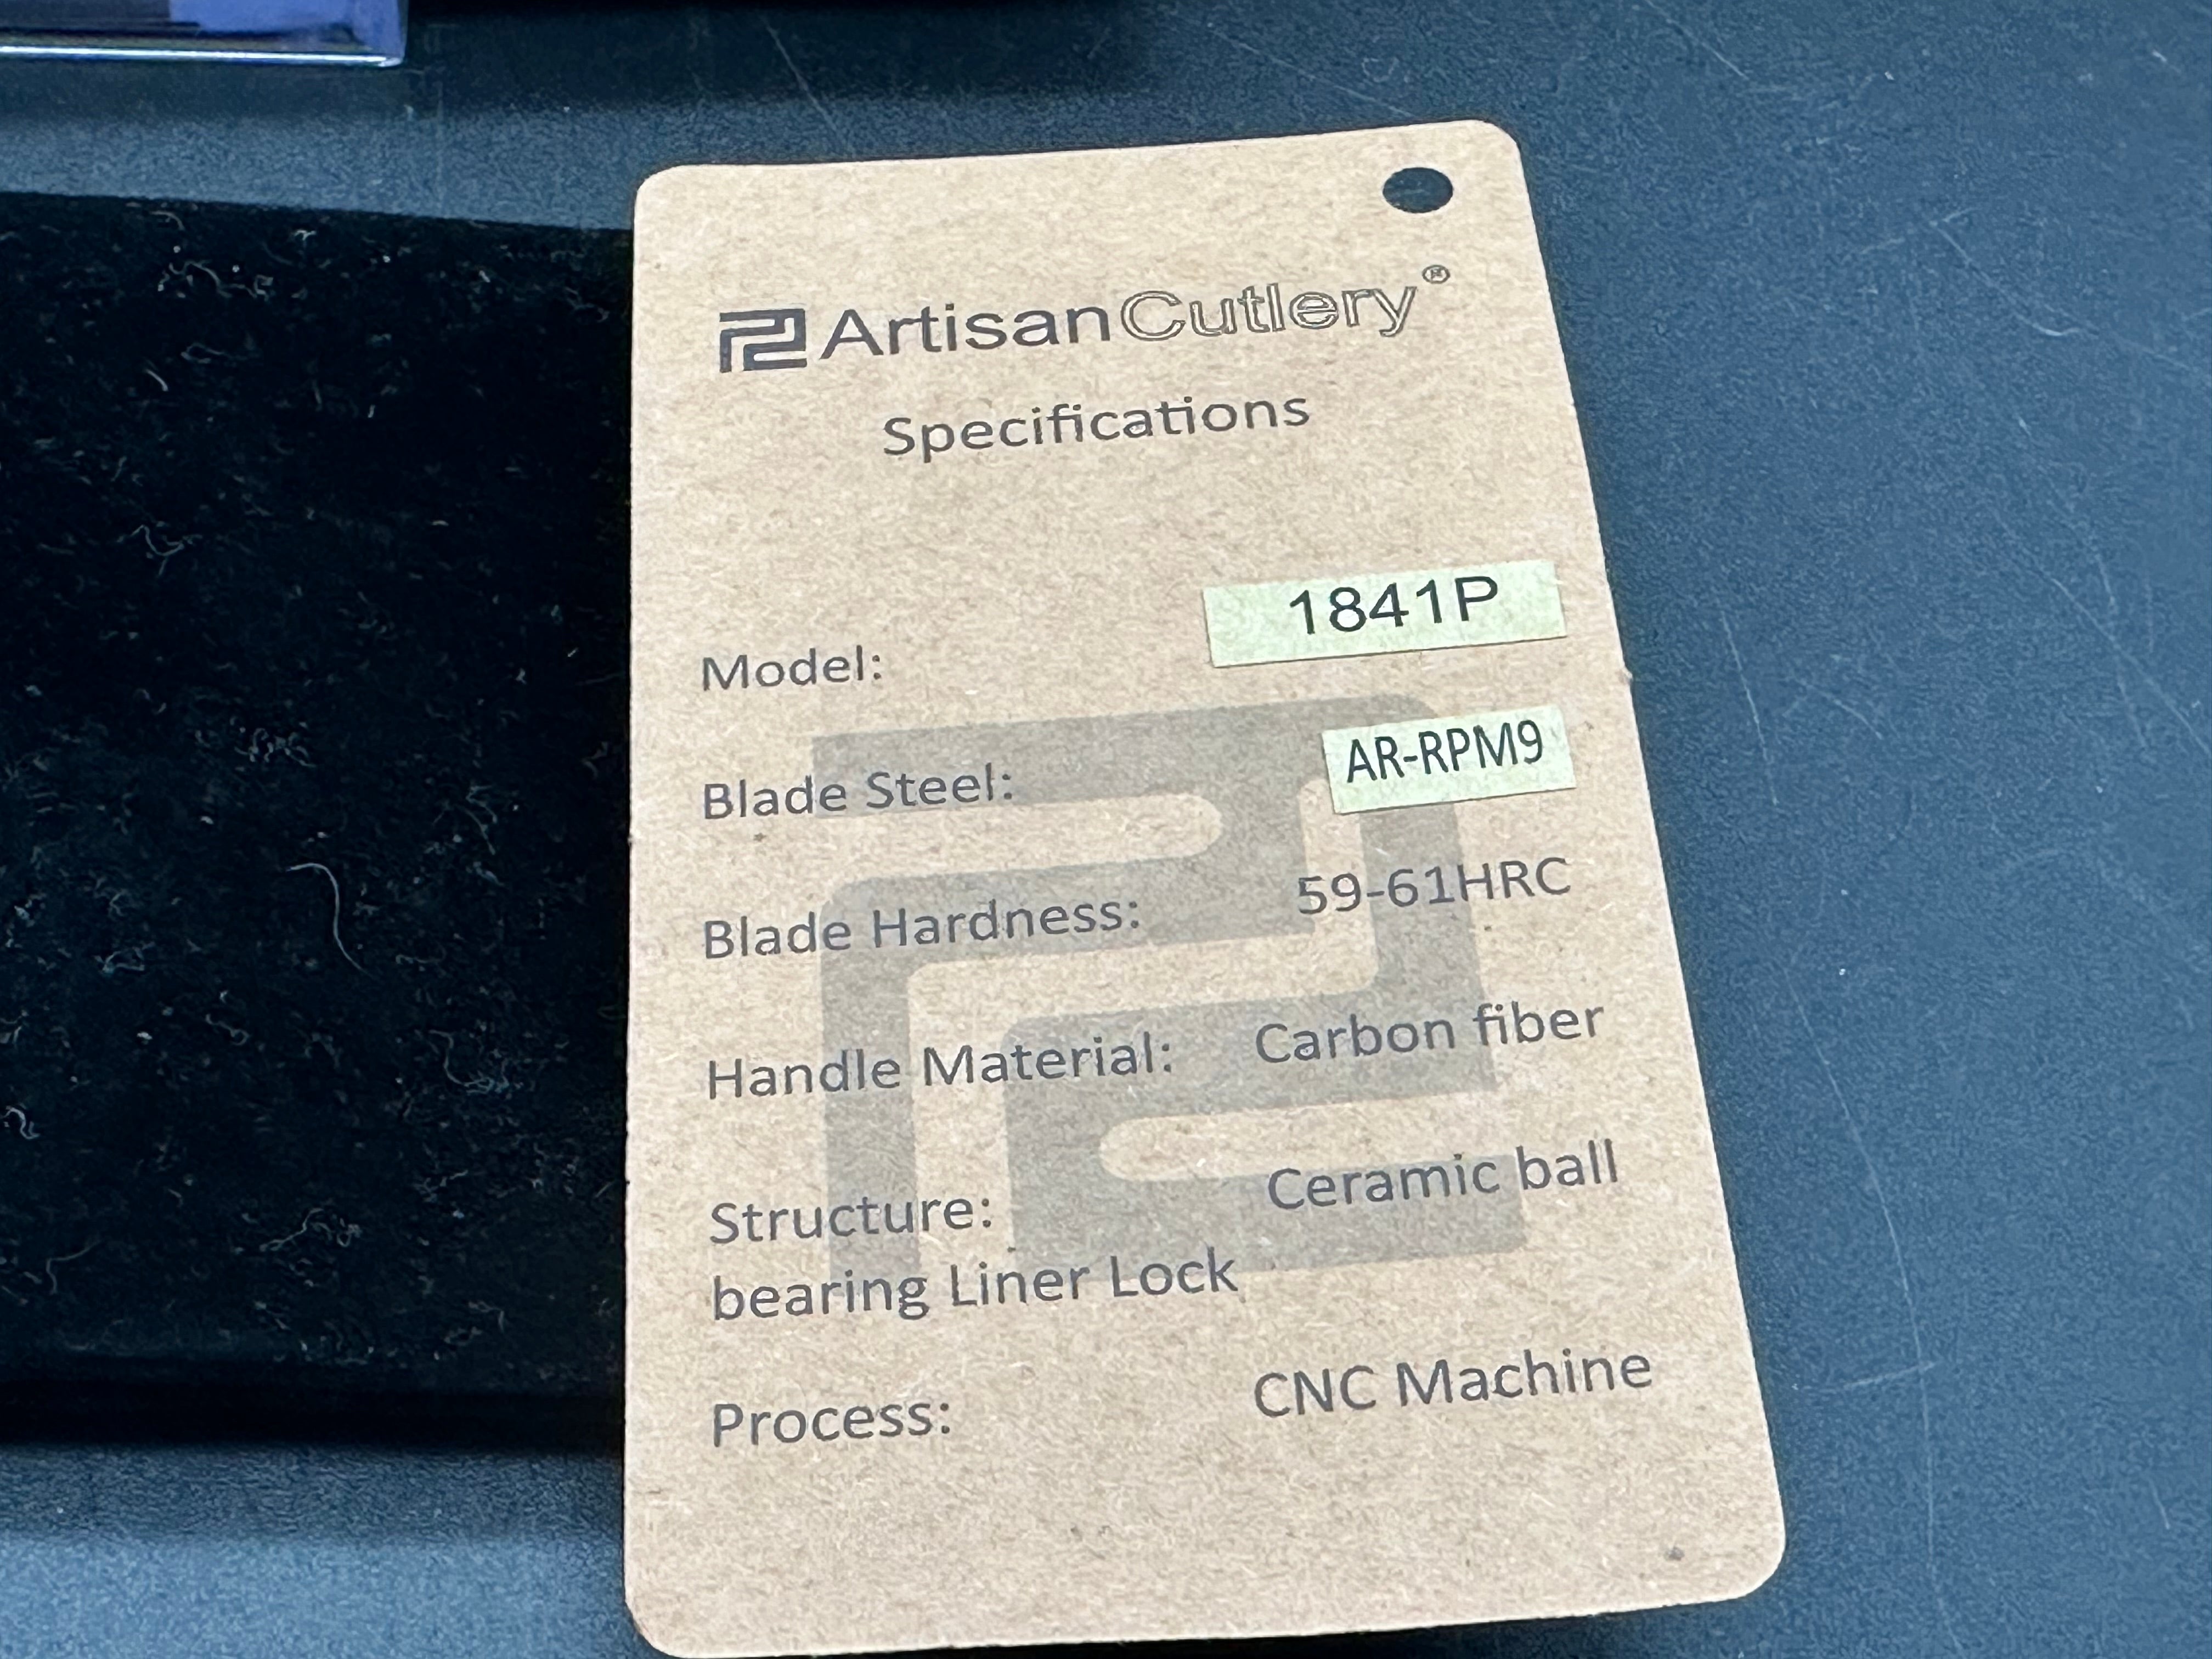 ArtisanCutlery®
Specifications
Model: 1841P
Blade Steel: AR-RPM9
Blade Hardness: 59-61HRC
Handle Material: Carbon fiber
Structure: Ceramic ball
bearing Liner Lock
Process: CNC Machine